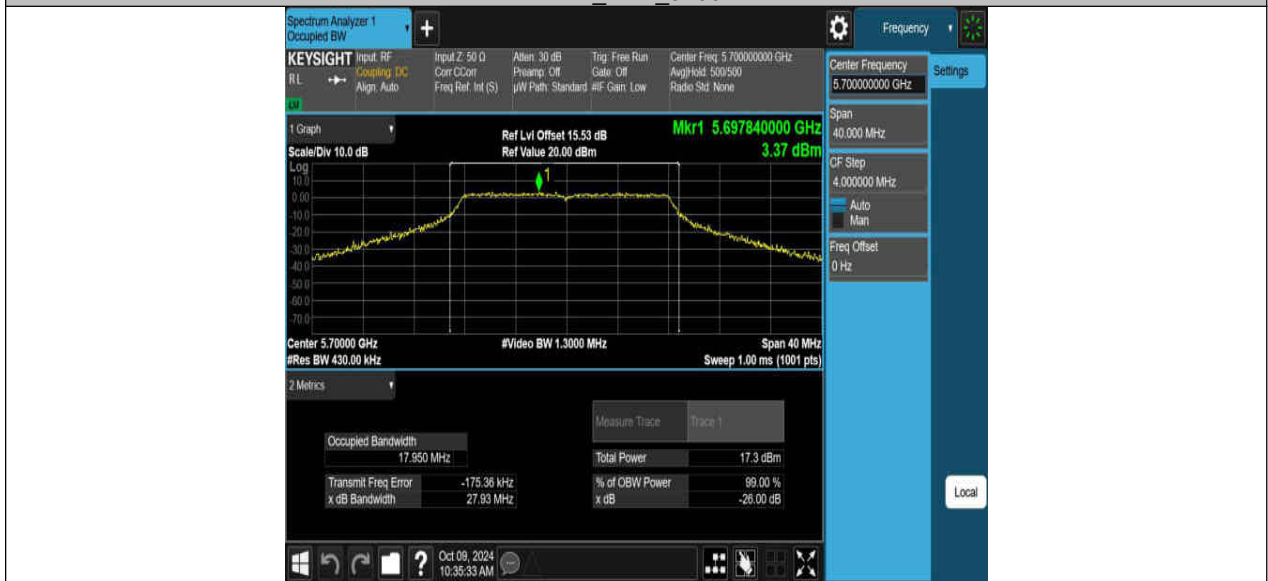 Spectrum Analyzer 1
Occupied BW
+
Frequency
KEYSIGHT
RL
LXI
Input: RF
Coupling: DC
Align: Auto
Input Z: 50 Ω
Corr CCorr
Freq Ref: Int (S)
Atten: 30 dB
Preamp: Off
µW Path: Standard
Trig: Free Run
Gate: Off
#IF Gain: Low
Center Freq: 5.700000000 GHz
Avg|Hold: 500/500
Radio Std: None
Center Frequency
5.700000000 GHz
Settings
Span
40.000 MHz
CF Step
4.000000 MHz
Auto
Man
Freq Offset
0 Hz
1 Graph
Scale/Div 10.0 dB
Ref Lvl Offset 15.53 dB
Ref Value 20.00 dBm
Mkr1 5.697840000 GHz
3.37 dBm
Log
10.0
0.00
-10.0
-20.0
-30.0
-40.0
-50.0
-60.0
-70.0
1
Center 5.70000 GHz
#Res BW 430.00 kHz
#Video BW 1.3000 MHz
Span 40 MHz
Sweep 1.00 ms (1001 pts)
2 Metrics
Measure Trace Trace 1
Occupied Bandwidth
17.950 MHz
Total Power 17.3 dBm
Transmit Freq Error -175.36 kHz
% of OBW Power 99.00 %
x dB Bandwidth 27.93 MHz
x dB -26.00 dB
Local
?
Oct 09, 2024
10:35:33 AM